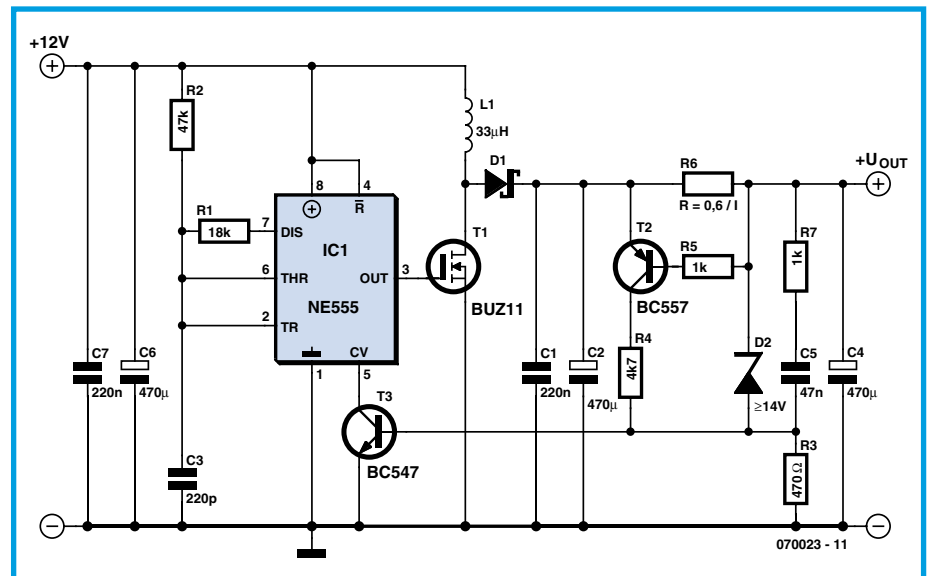 +12V
R2
47k
L1
33µH
D1
R6
R = 0,6 / I
+UOUT
8
4
R
R1
18k
7
DIS
IC1
T1
T2
R5
1k
R7
1k
6
THR
OUT
3
NE555
BUZ11
BC557
2
TR
CV
R4
4k7
D2
≥14V
C7
220n
C6
470µ
1
5
C1
220n
C2
470µ
C5
47n
C4
470µ
T3
BC547
R3
470 Ω
C3
220p
070023 - 11